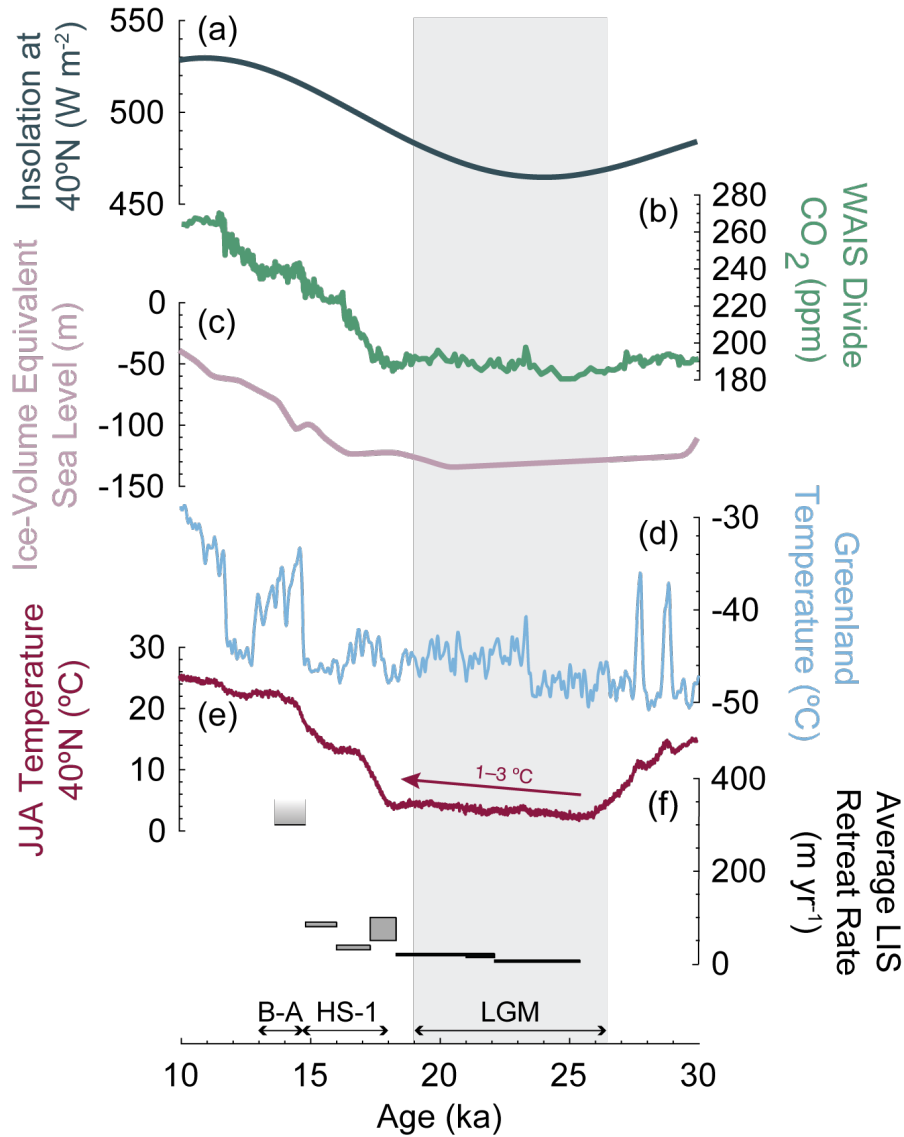 Insolation at
40ºN (W m-2)
550
500
450
(a)
(b)
280
260
240
220
200
180
WAIS Divide
CO2 (ppm)
Ice-Volume Equivalent
Sea Level (m)
0
-50
-100
-150
(c)
(d)
-30
-40
-50
Greenland
Temperature (ºC)
JJA Temperature
40ºN (ºC)
30
20
10
0
(e)
1–3 ºC
(f)
400
200
0
Average LIS
Retreat Rate
(m yr-1)
B-A
HS-1
LGM
10
15
20
25
30
Age (ka)